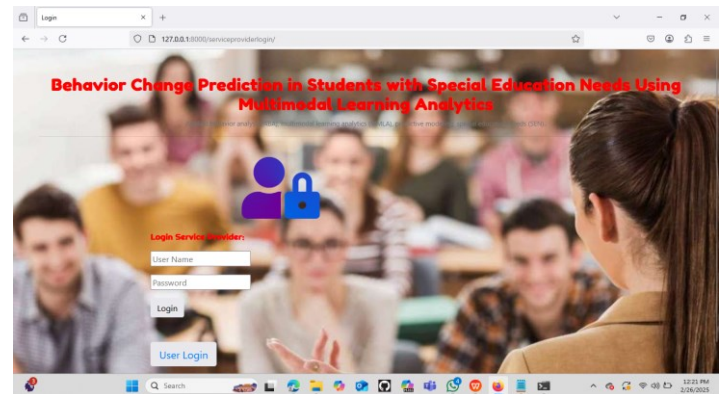 Login
127.0.0.1:8000/serviceproviderlogin/
Behavior Change Prediction in Students with Special Education Needs Using
Multimodal Learning Analytics
Login Service Provider:
User Name
Password
Login
User Login
Search
12:21 PM
2/26/2025